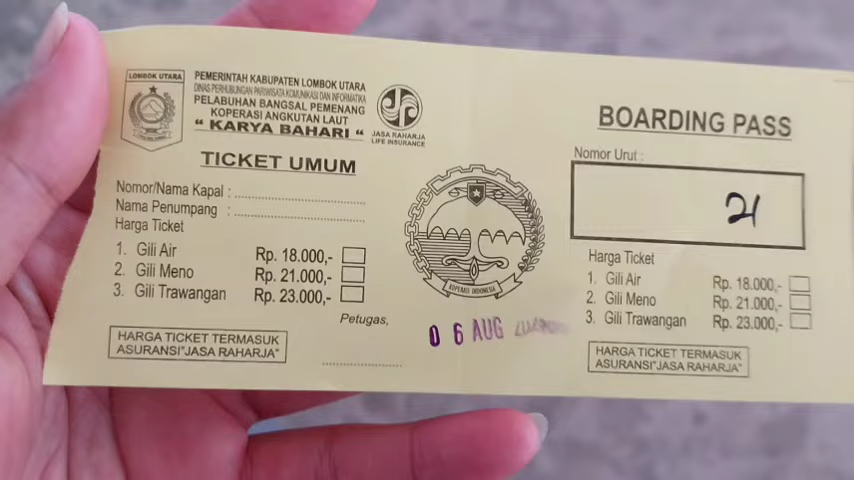 LOMBOK UTARA
PEMERINTAH KABUPATEN LOMBOK UTARA
DINAS PERHUBUNGAN PARIWISATA KOMUNIKASI DAN INFORMATIKA
PELABUHAN BANGSAL PEMENANG
KOPERASI ANGKUTAN LAUT
“ KARYA BAHARI “
JASA RAHARJA
LIFE INSURANCE
TICKET UMUM
Nomor/Nama Kapal :
Nama Penumpang :
Harga Ticket
1. Gili Air Rp. 18.000,-
2. Gili Meno Rp. 21.000,-
3. Gili Trawangan Rp. 23.000,-
Petugas,
HARGA TICKET TERMASUK
ASURANSI"JASA RAHARJA"
KOPERASI INDONESIA
06 AUG
BOARDING PASS
Nomor Urut :
21
Harga Ticket
1. Gili Air Rp. 18.000,-
2. Gili Meno Rp. 21.000,-
3. Gili Trawangan Rp. 23.000,-
HARGA TICKET TERMASUK
ASURANSI"JASA RAHARJA"